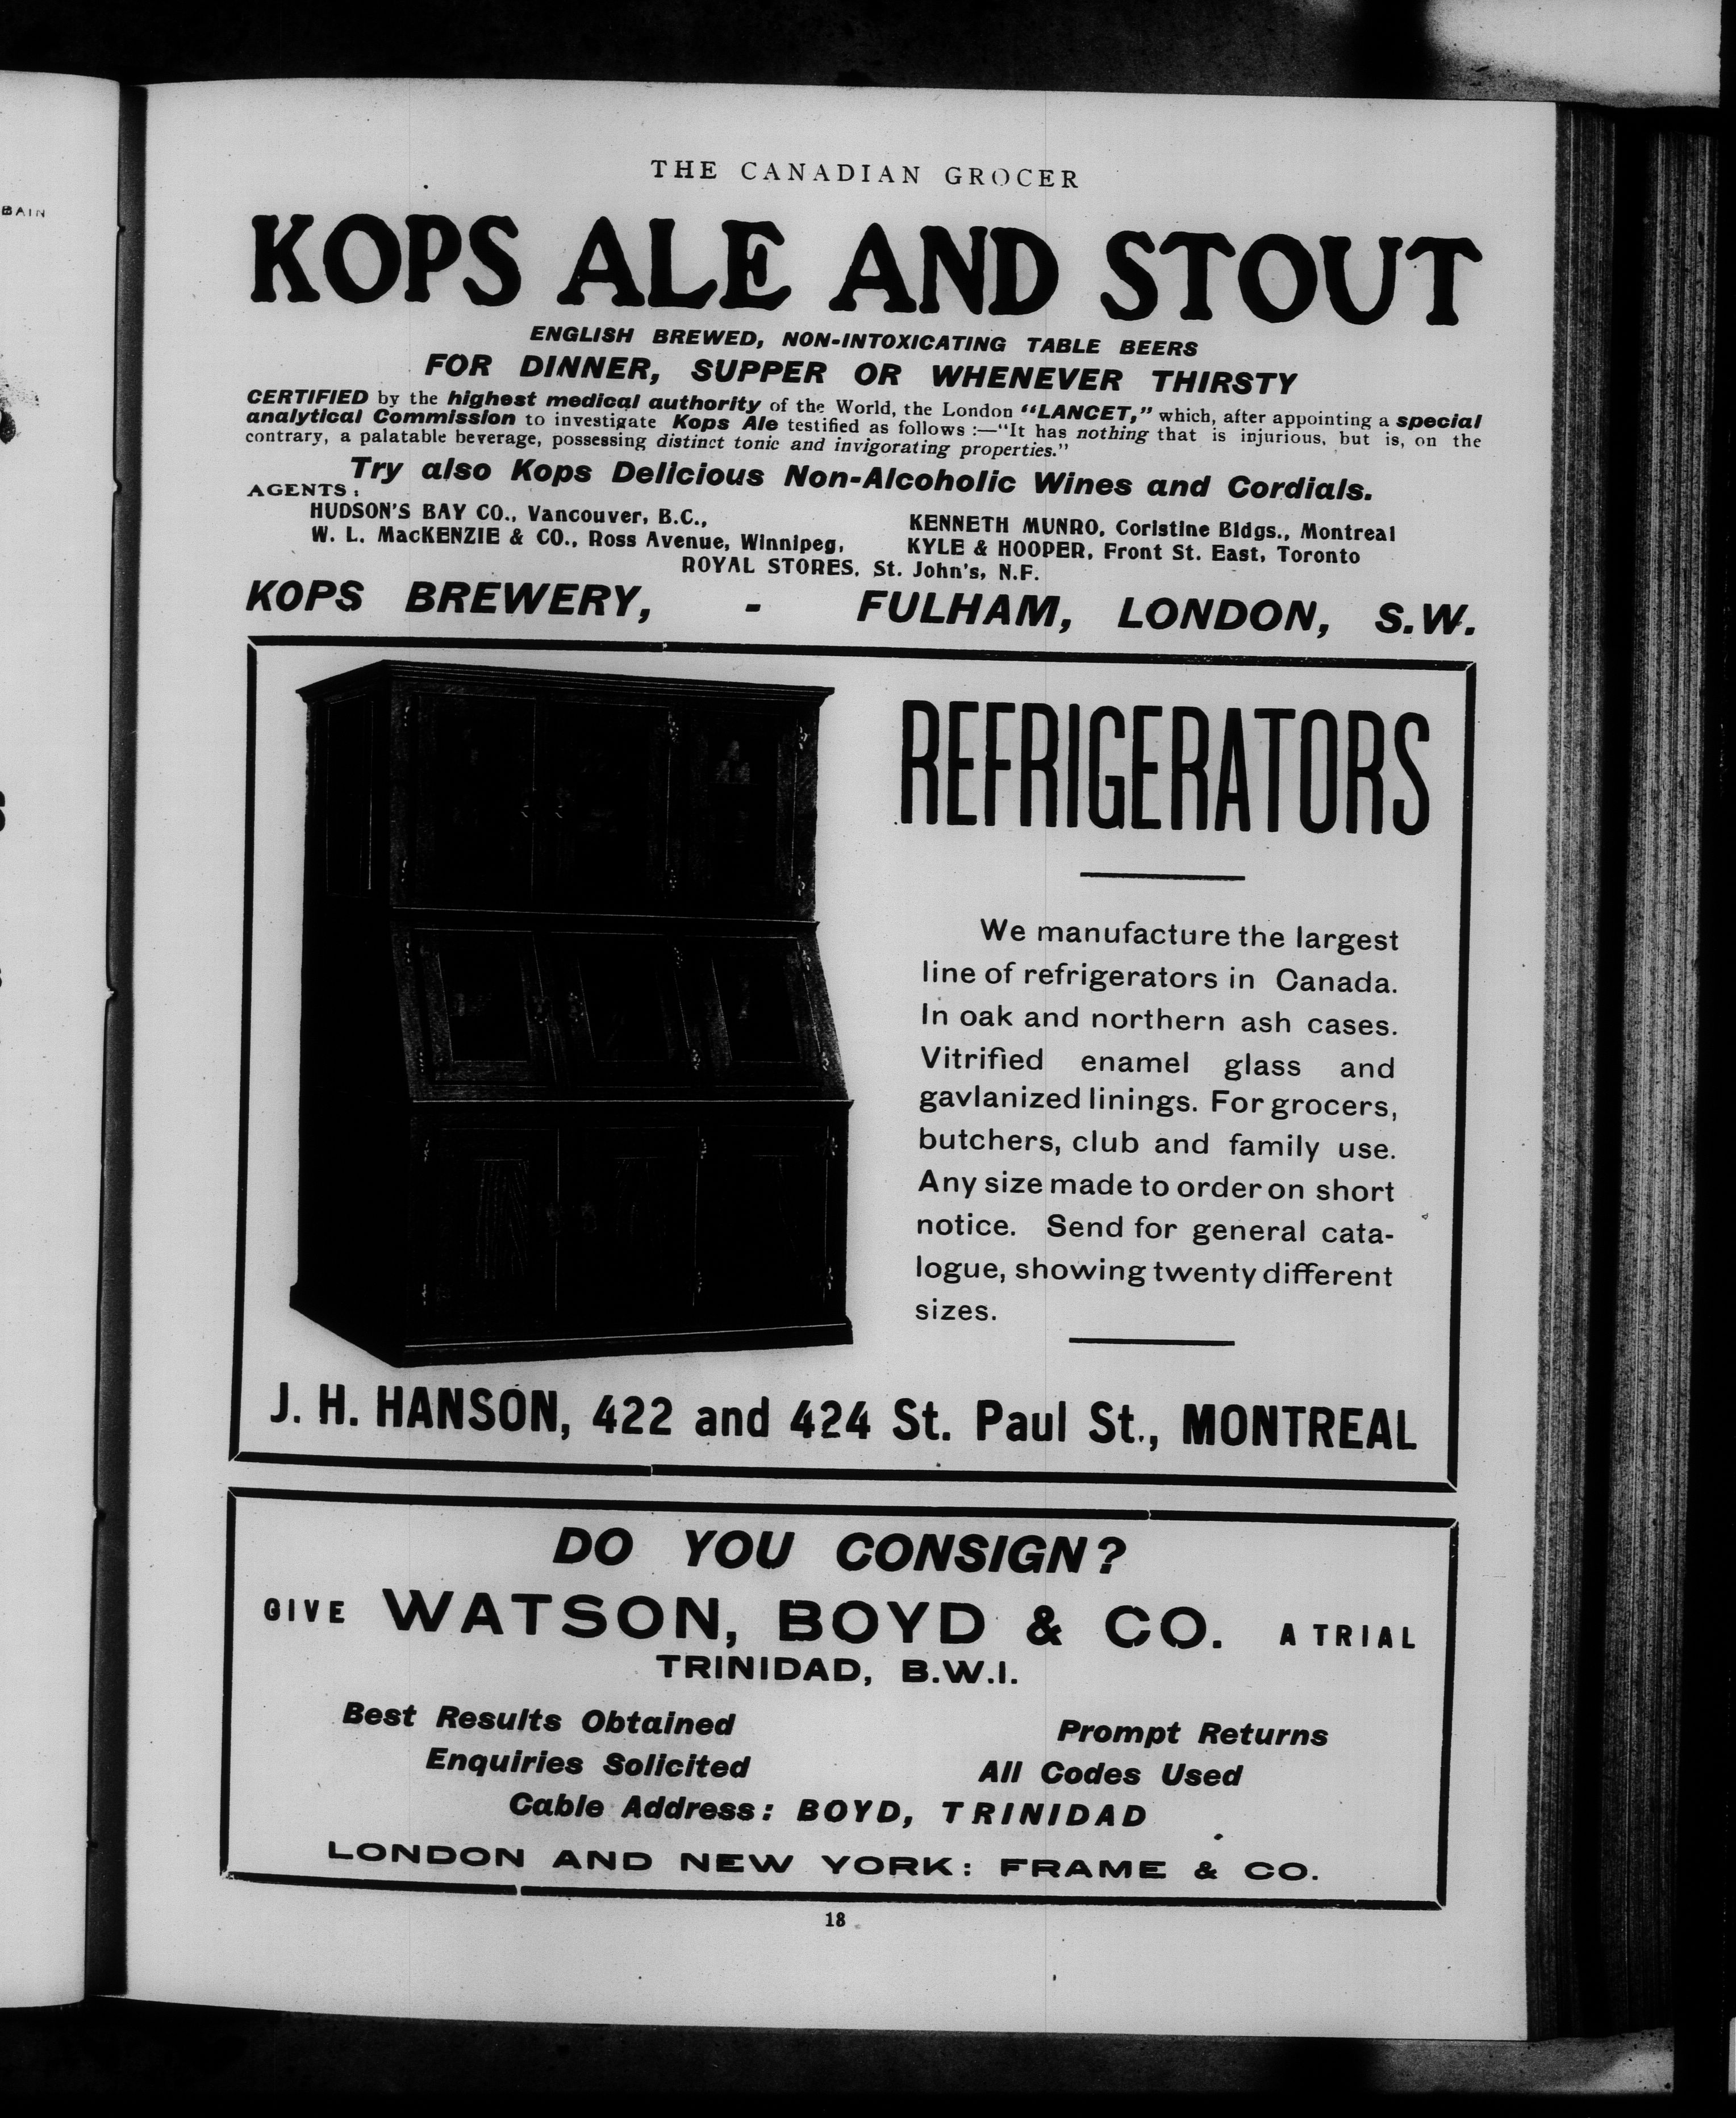 THE CANADIAN GROCER
KOPS ALE AND STOUT
ENGLISH BREWED, NON-INTOXICATING TABLE BEERS
FOR DINNER, SUPPER OR WHENEVER THIRSTY
CERTIFIED by the highest medical authority of the World, the London "LANCET," which, after appointing a special
analytical Commission to investigate Kops Ale testified as follows :—"It has nothing that is injurious, but is, on the
contrary, a palatable beverage, possessing distinct tonic and invigorating properties."
Try also Kops Delicious Non-Alcoholic Wines and Cordials.
AGENTS:
HUDSON'S BAY CO., Vancouver, B.C.,
W. L. MacKENZIE & CO., Ross Avenue, Winnipeg,
KENNETH MUNRO, Coristine Bldgs., Montreal
KYLE & HOOPER, Front St. East, Toronto
ROYAL STORES, St. John's, N.F.
KOPS BREWERY, - FULHAM, LONDON, S.W.
REFRIGERATORS
We manufacture the largest
line of refrigerators in Canada.
In oak and northern ash cases.
Vitrified enamel glass and
gavlanized linings. For grocers,
butchers, club and family use.
Any size made to order on short
notice. Send for general cata-
logue, showing twenty different
sizes.
J. H. HANSON, 422 and 424 St. Paul St., MONTREAL
DO YOU CONSIGN?
GIVE WATSON, BOYD & CO. A TRIAL
TRINIDAD, B.W.I.
Best Results Obtained
Prompt Returns
Enquiries Solicited
All Codes Used
Cable Address: BOYD, TRINIDAD
LONDON AND NEW YORK: FRAME & CO.
18